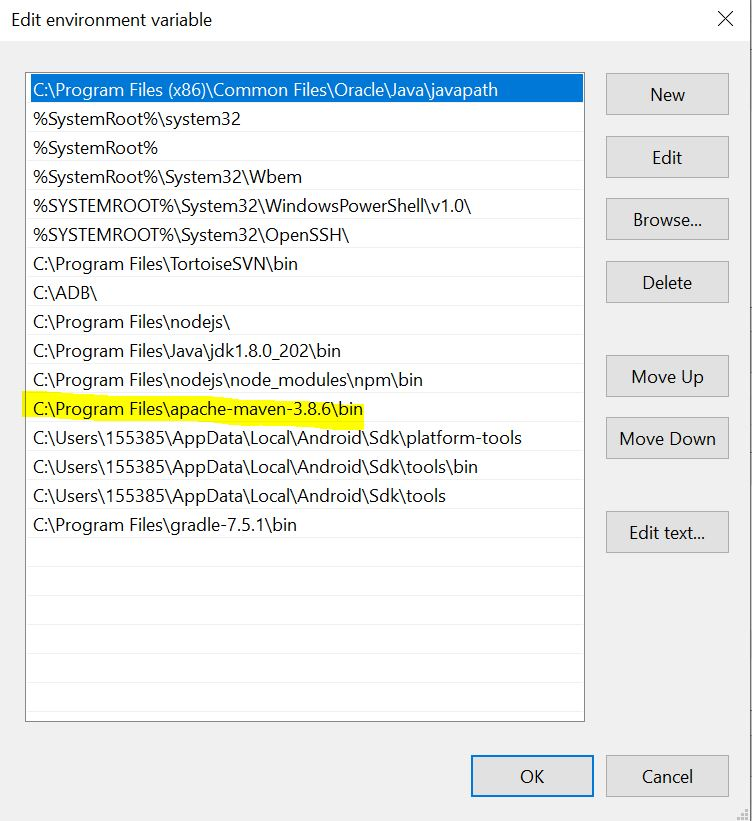 Edit environment variable
C:\Program Files (x86)\Common Files\Oracle\Java\javapath
New
%SystemRoot%\system32
%SystemRoot%
Edit
%SystemRoot%\System32\Wbem
%SYSTEMROOT%\System32\WindowsPowerShell\v1.0\
Browse...
%SYSTEMROOT%\System32\OpenSSH\
C:\Program Files\TortoiseSVN\bin
Delete
C:\ADB\
C:\Program Files\nodejs\
C:\Program Files\Java\jdk1.8.0_202\bin
Move Up
C:\Program Files\nodejs\node_modules\npm\bin
C:\Program Files\apache-maven-3.8.6\bin
C:\Users\155385\AppData\Local\Android\Sdk\platform-tools
Move Down
C:\Users\155385\AppData\Local\Android\Sdk\tools\bin
C:\Users\155385\AppData\Local\Android\Sdk\tools
C:\Program Files\gradle-7.5.1\bin
Edit text...
OK
Cancel